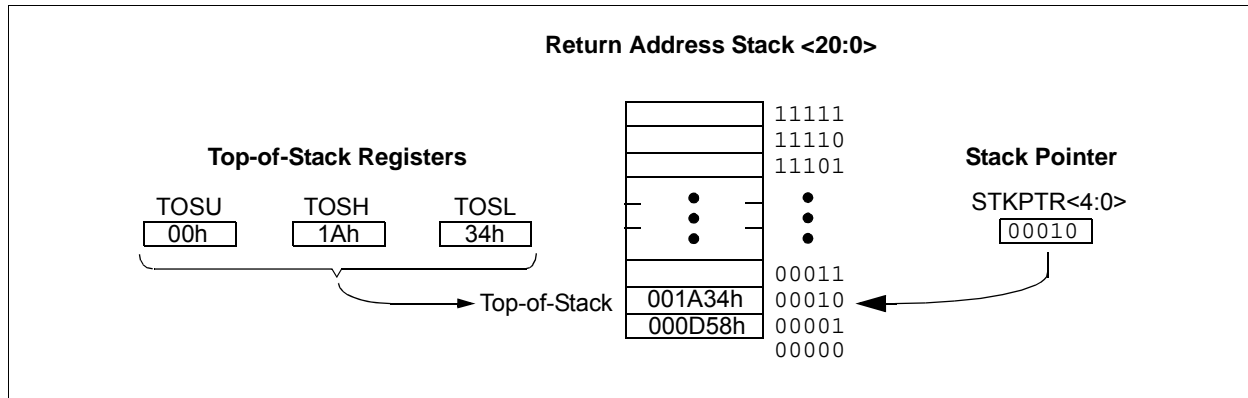 Return Address Stack <20:0>
11111
11110
Top-of-Stack Registers
11101
Stack Pointer
TOSU TOSH TOSL
STKPTR<4:0>
00h 1Ah 34h
00010
00011
Top-of-Stack 001A34h 00010
000D58h 00001
00000